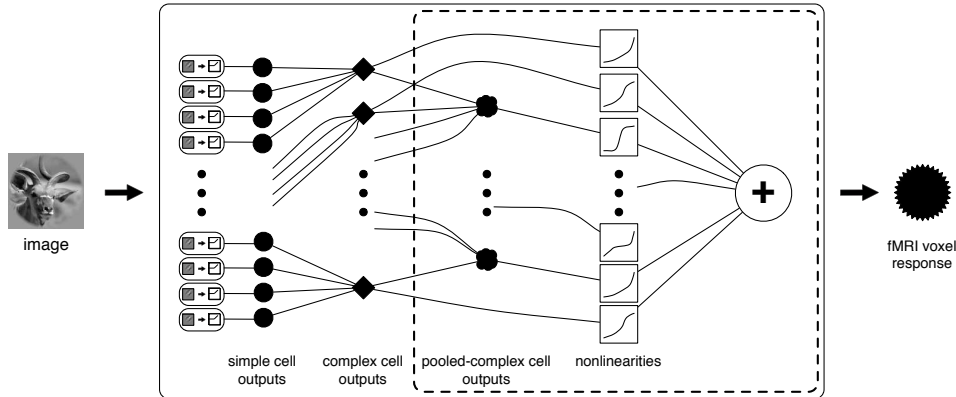 image
simple cell
outputs
complex cell
outputs
pooled-complex cell
outputs
nonlinearities
+
fMRI voxel
response